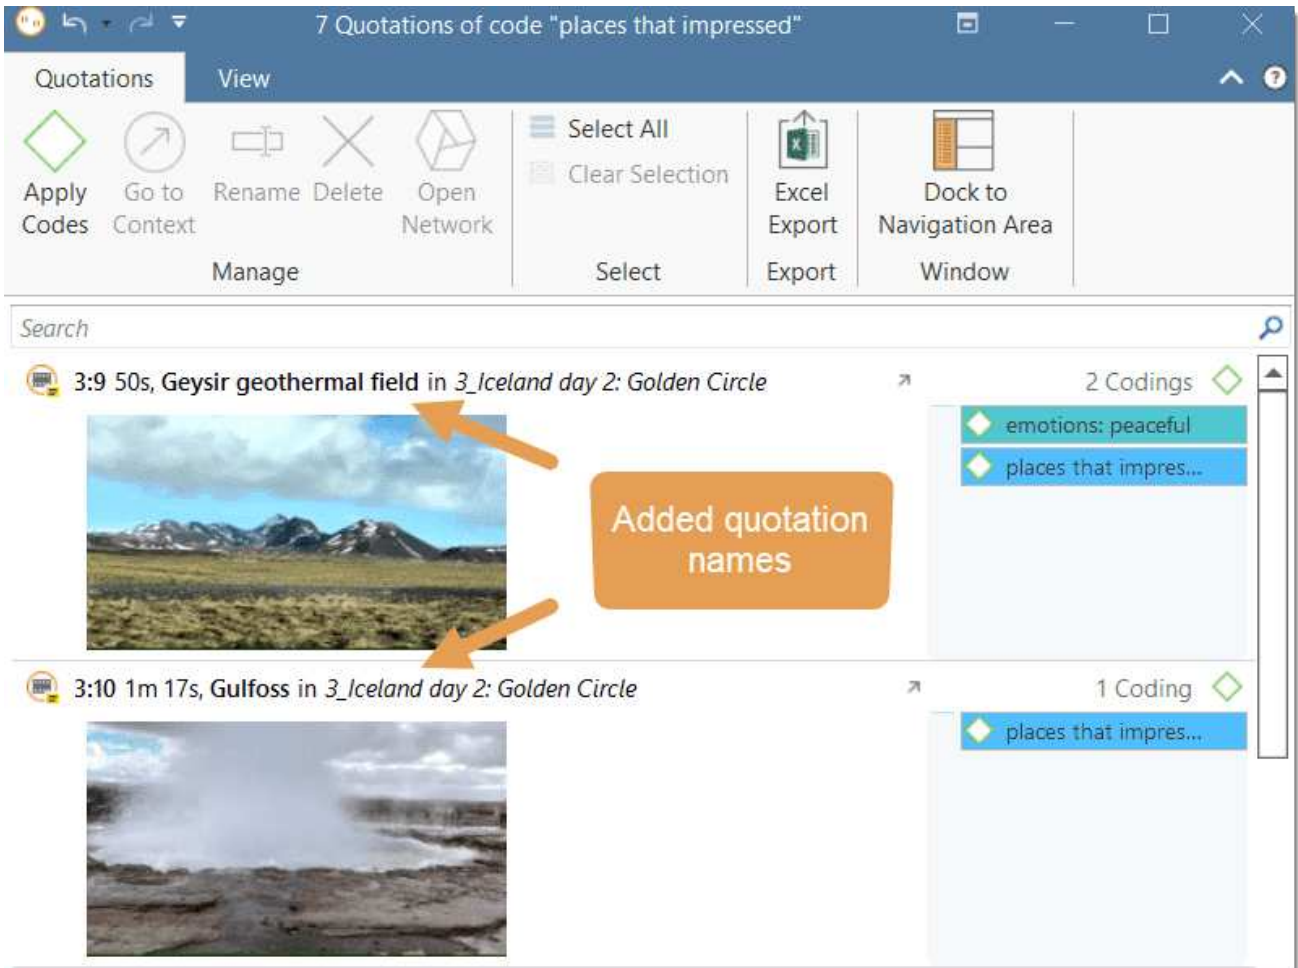 7 Quotations of code "places that impressed"
Quotations View
Apply Codes
Go to Context
Rename
Delete
Open Network
Manage
Select All
Clear Selection
Select
Excel Export
Export
Dock to Navigation Area
Window
Search
3:9 50s, Geysir geothermal field in 3_Iceland day 2: Golden Circle
2 Codings
emotions: peaceful
places that impres...
Added quotation
names
3:10 1m 17s, Gulfoss in 3_Iceland day 2: Golden Circle
1 Coding
places that impres...